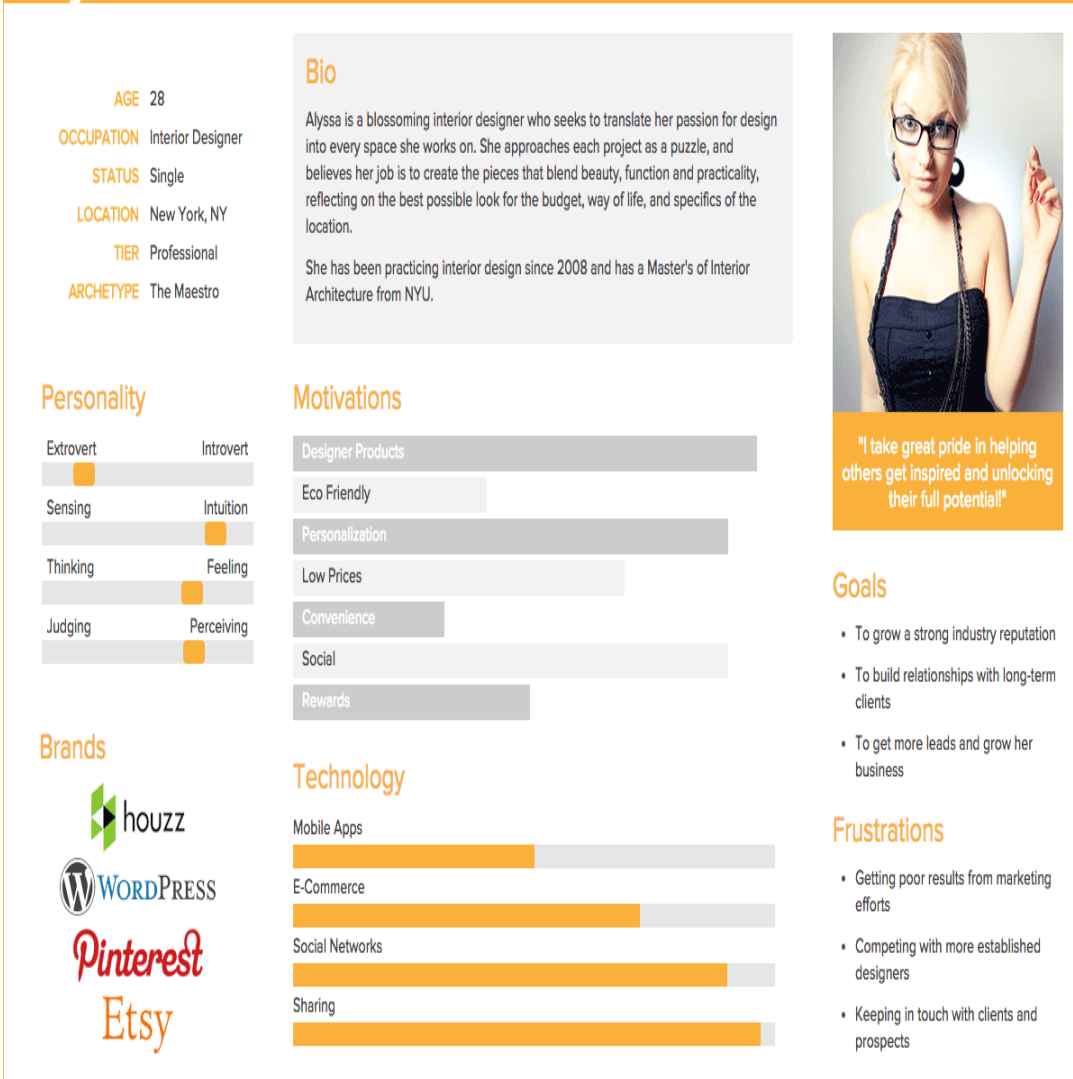 AGE 28
OCCUPATION Interior Designer
STATUS Single
LOCATION New York, NY
TIER Professional
ARCHETYPE The Maestro
Bio
Alyssa is a blossoming interior designer who seeks to translate her passion for design
into every space she works on. She approaches each project as a puzzle, and
believes her job is to create the pieces that blend beauty, function and practicality,
reflecting on the best possible look for the budget, way of life, and specifics of the
location.
She has been practicing interior design since 2008 and has a Master's of Interior
Architecture from NYU.
"I take great pride in helping
others get inspired and unlocking
their full potential!"
Personality
Extrovert Introvert
Sensing Intuition
Thinking Feeling
Judging Perceiving
Motivations
Designer Products
Eco Friendly
Personalization
Low Prices
Convenience
Social
Rewards
Goals
To grow a strong industry reputation
To build relationships with long-term
clients
To get more leads and grow her
business
Brands
houzz
WORDPRESS
Pinterest
Etsy
Technology
Mobile Apps
E-Commerce
Social Networks
Sharing
Frustrations
Getting poor results from marketing
efforts
Competing with more established
designers
Keeping in touch with clients and
prospects